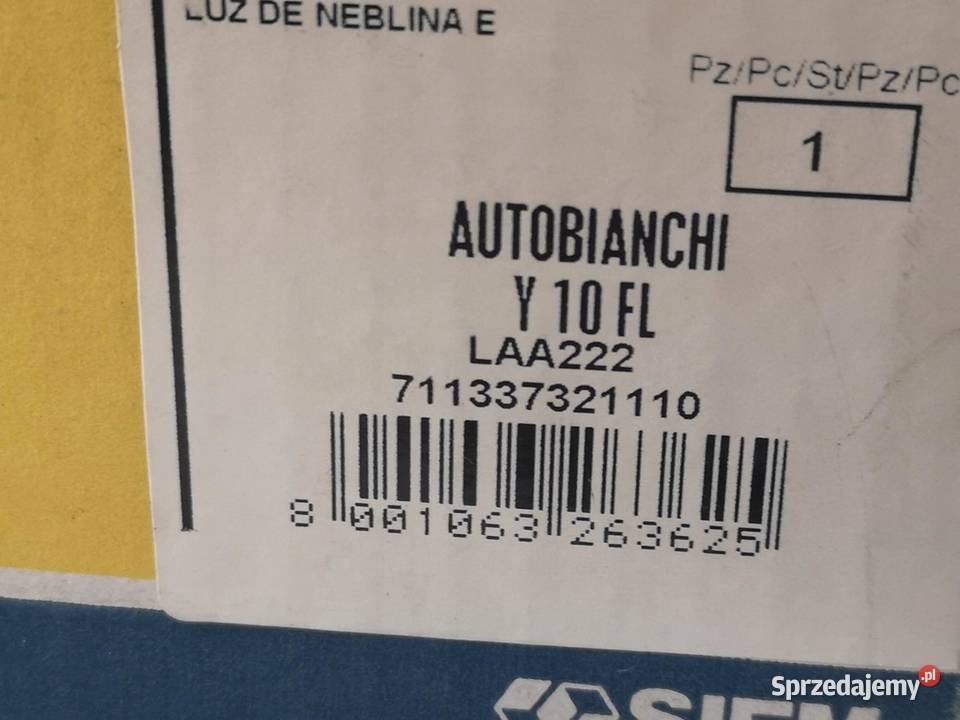 LUZ DE NEBLINA E
Pz/Pc/St/Pz/Pc
1
AUTOBIANCHI
Y 10 FL
LAA222
711337321110
8 001063 263625
SIEM
Sprzedajemy.pl